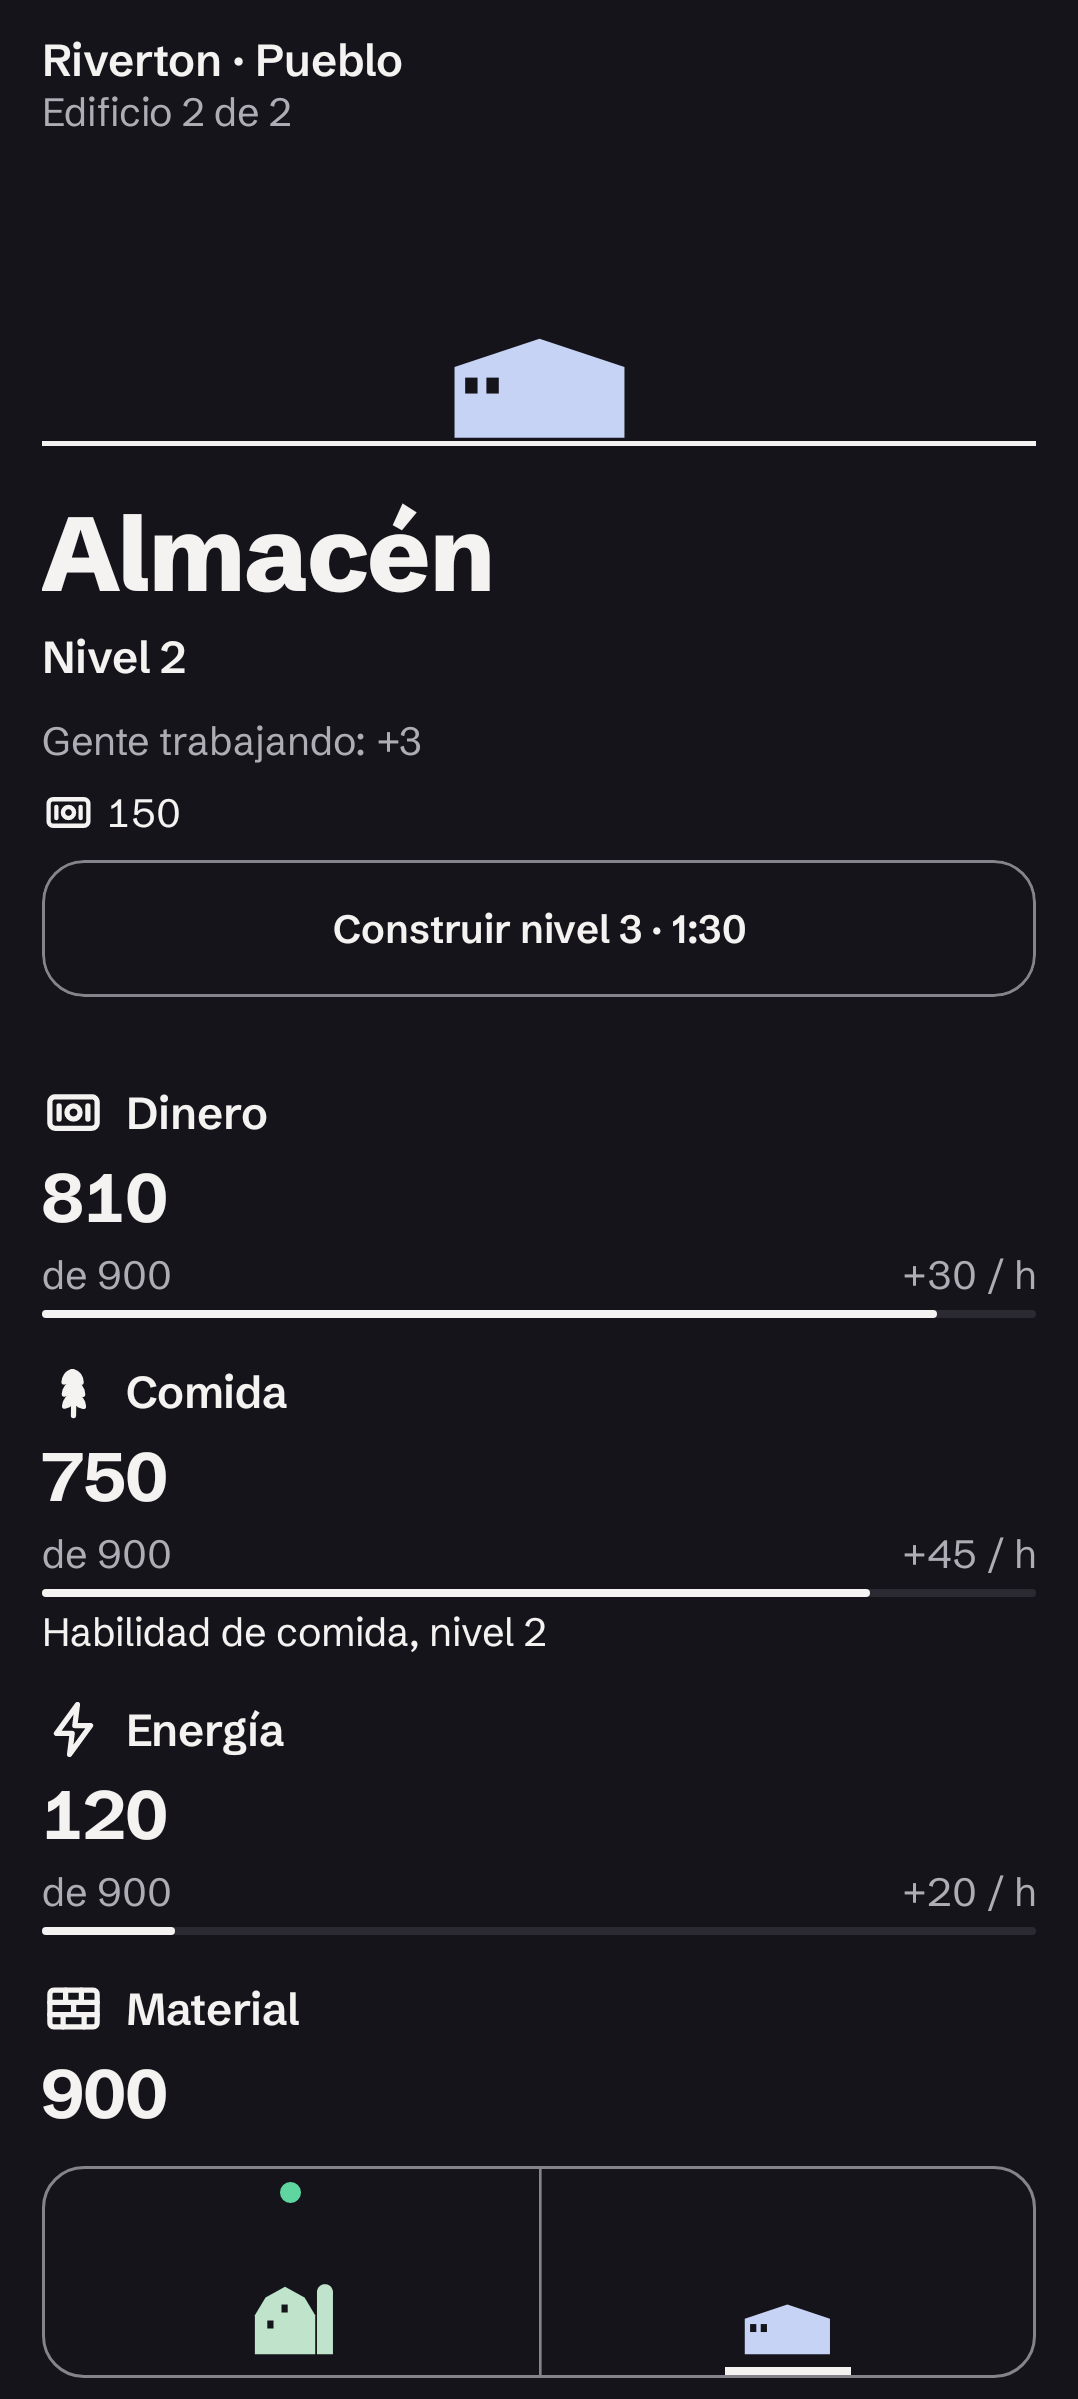 Riverton · Pueblo
Edificio 2 de 2
Almacén
Nivel 2
Gente trabajando: +3
150
Construir nivel 3 · 1:30
Dinero
810
de 900 +30 / h
Comida
750
de 900 +45 / h
Habilidad de comida, nivel 2
Energía
120
de 900 +20 / h
Material
900